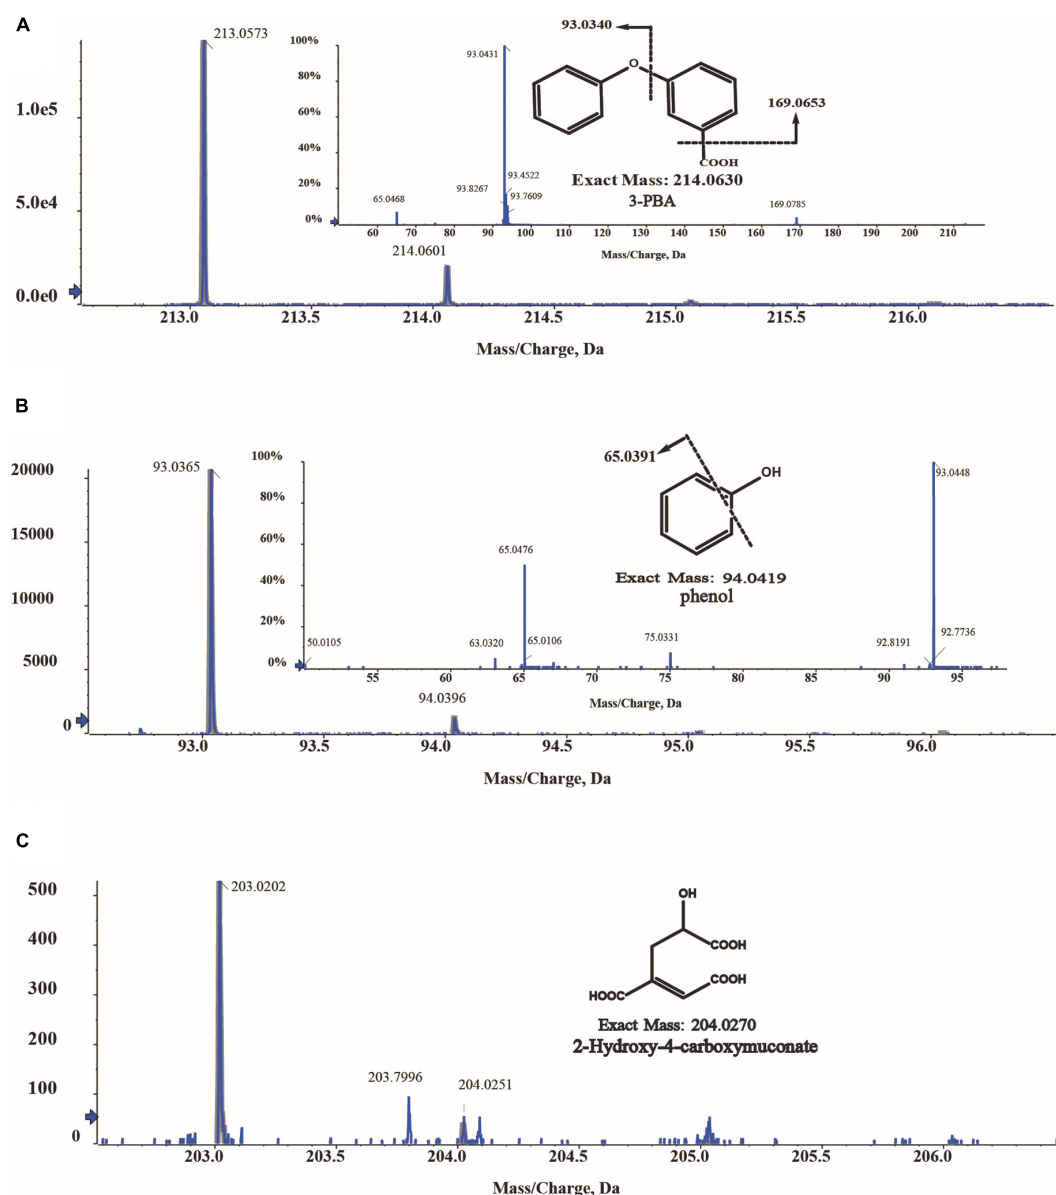 A
213.0573
1.0e5
5.0e4
0.0e0
214.0601
100%
80%
60%
40%
20%
0%
93.0431
93.4522
93.8267
93.7609
65.0468
169.0785
93.0340
O
169.0653
COOH
Exact Mass: 214.0630
3-PBA
60 70 80 90 100 110 120 130 140 150 160 170 180 190 200 210
Mass/Charge, Da
213.0 213.5 214.0 214.5 215.0 215.5 216.0
Mass/Charge, Da
B
93.0365
20000
15000
10000
5000
0
94.0396
100%
80%
60%
40%
20%
0%
50.0105
63.0320
65.0476
65.0106
75.0331
92.8191
92.7736
93.0448
65.0391
OH
Exact Mass: 94.0419
phenol
55 60 65 70 75 80 85 90 95
Mass/Charge, Da
93.0 93.5 94.0 94.5 95.0 95.5 96.0
Mass/Charge, Da
C
203.0202
500
400
300
200
100
0
203.7996
204.0251
OH
COOH
COOH
HOOC
Exact Mass: 204.0270
2-Hydroxy-4-carboxymuconate
203.0 203.5 204.0 204.5 205.0 205.5 206.0
Mass/Charge, Da